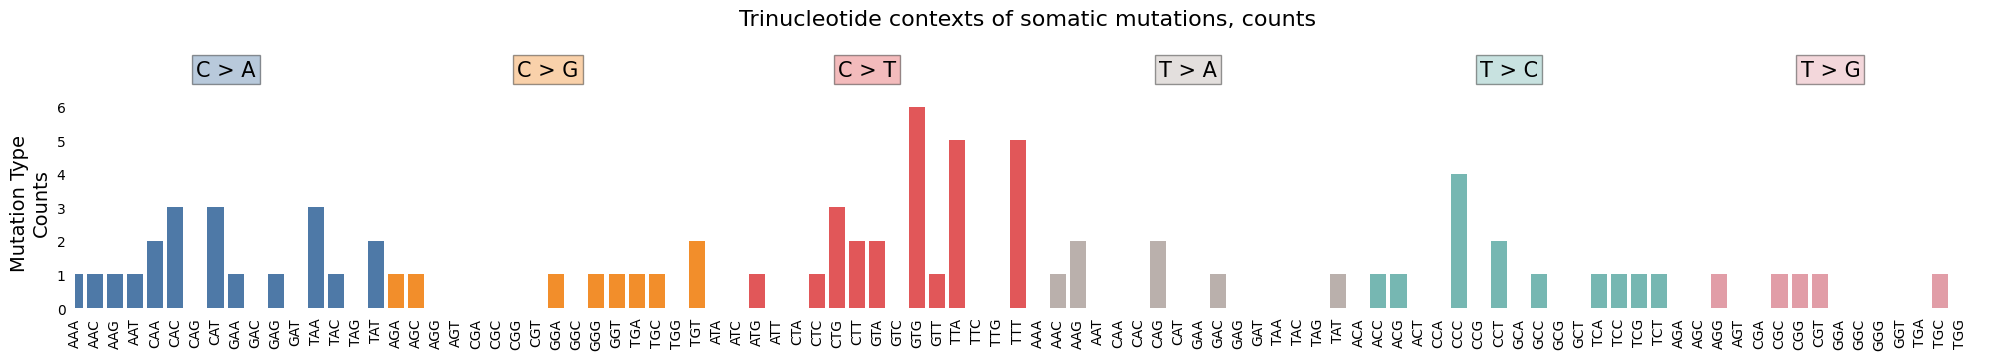 Trinucleotide contexts of somatic mutations, counts
C > A C > G C > T T > A T > C T > G
Mutation Type
Counts
6
5
4
3
2
1
0
AAA AAC AAG AAT CAA CAC CAG CAT GAA GAC GAG GAT TAA TAC TAG TAT AGA AGC AGG AGT CGA CGC CGG CGT GGA GGC GGG GGT TGA TGC TGG TGT ATA ATC ATG ATT CTA CTC CTG CTT GTA GTC GTG GTT TTA TTC TTG TTT AAA AAC AAG AAT CAA CAC CAG CAT GAA GAC GAG GAT TAA TAC TAG TAT ACA ACC ACG ACT CCA CCC CCG CCT GCA GCC GCG GCT TCA TCC TCG TCT AGA AGC AGG AGT CGA CGC CGG CGT GGA GGC GGG GGT TGA TGC TGG